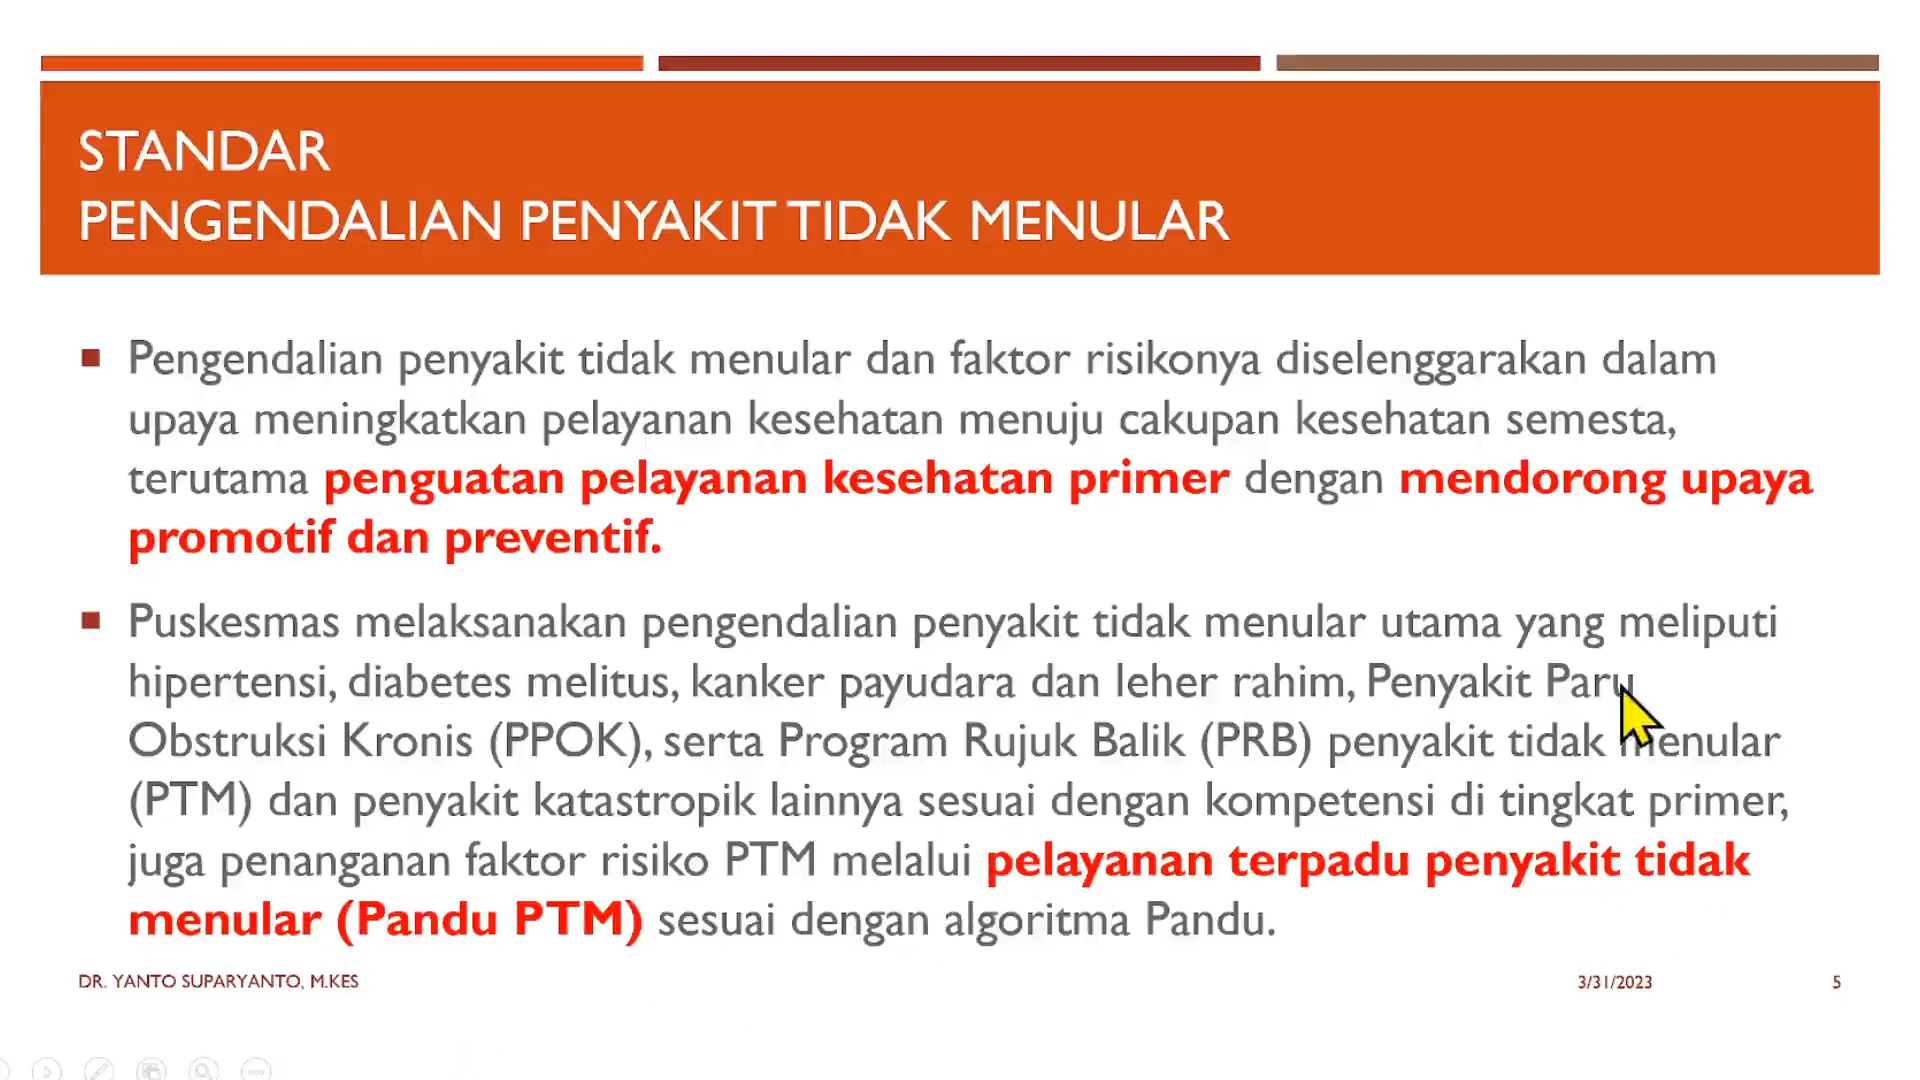 STANDAR
PENGENDALIAN PENYAKIT TIDAK MENULAR
Pengendalian penyakit tidak menular dan faktor risikonya diselenggarakan dalam
upaya meningkatkan pelayanan kesehatan menuju cakupan kesehatan semesta,
terutama penguatan pelayanan kesehatan primer dengan mendorong upaya
promotif dan preventif.
Puskesmas melaksanakan pengendalian penyakit tidak menular utama yang meliputi
hipertensi, diabetes melitus, kanker payudara dan leher rahim, Penyakit Paru
Obstruksi Kronis (PPOK), serta Program Rujuk Balik (PRB) penyakit tidak menular
(PTM) dan penyakit katastropik lainnya sesuai dengan kompetensi di tingkat primer,
juga penanganan faktor risiko PTM melalui pelayanan terpadu penyakit tidak
menular (Pandu PTM) sesuai dengan algoritma Pandu.
DR. YANTO SUPARYANTO, M.KES
3/31/2023
5